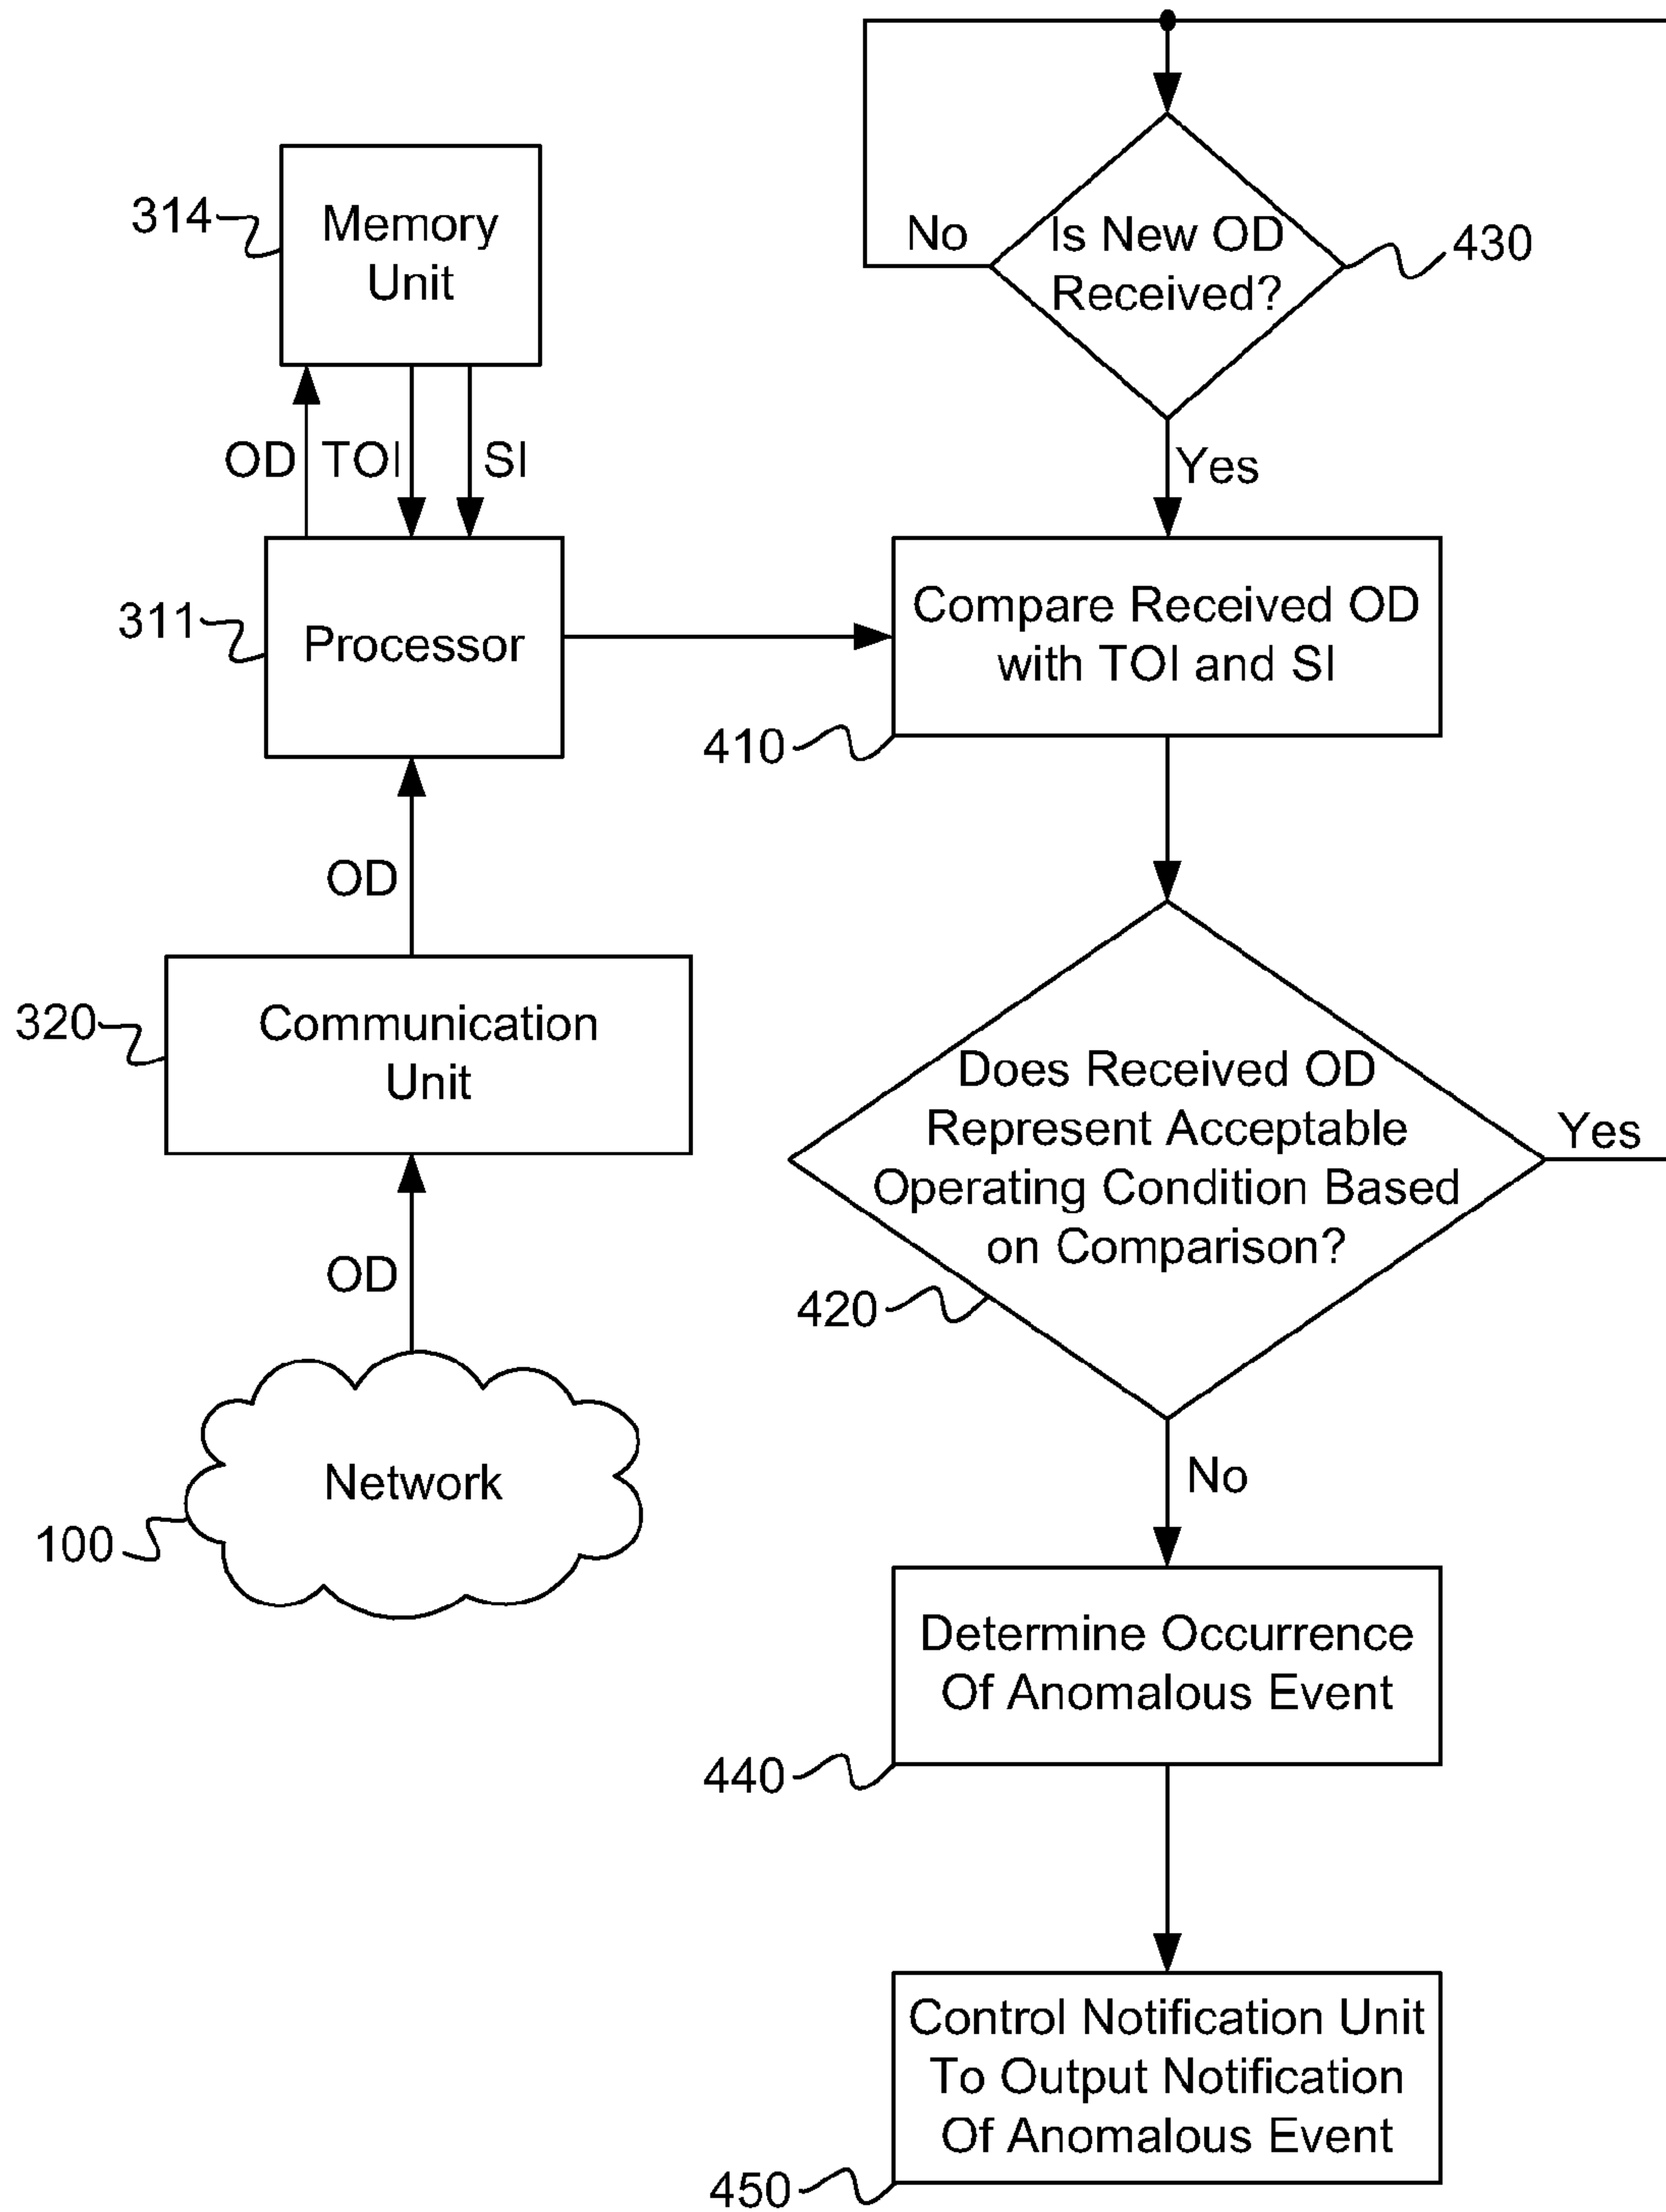 314
Memory
Unit
OD
TOI
SI
311
Processor
OD
320
Communication
Unit
OD
Network
100
No
Is New OD
Received?
430
Yes
Compare Received OD
with TOI and SI
410
Does Received OD
Represent Acceptable
Operating Condition Based
on Comparison?
Yes
420
No
Determine Occurrence
Of Anomalous Event
440
Control Notification Unit
To Output Notification
Of Anomalous Event
450